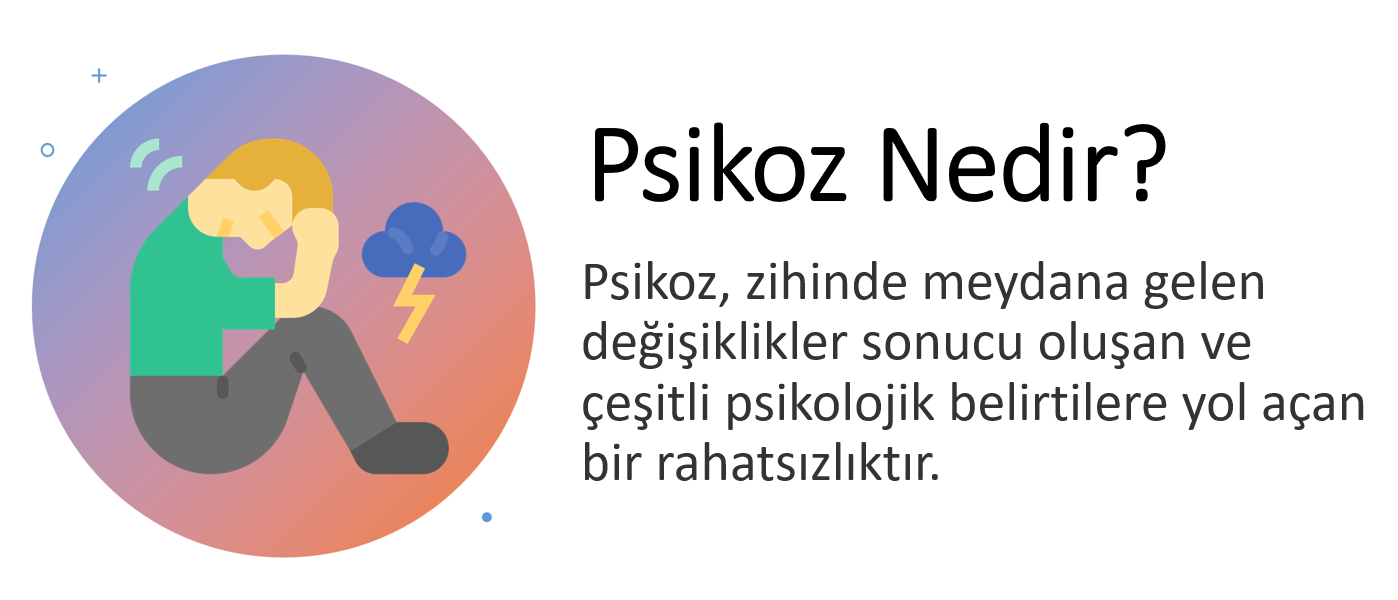 Psikoz Nedir?
Psikoz, zihinde meydana gelen
değişiklikler sonucu oluşan ve
çeşitli psikolojik belirtilere yol açan
bir rahatsızlıktır.